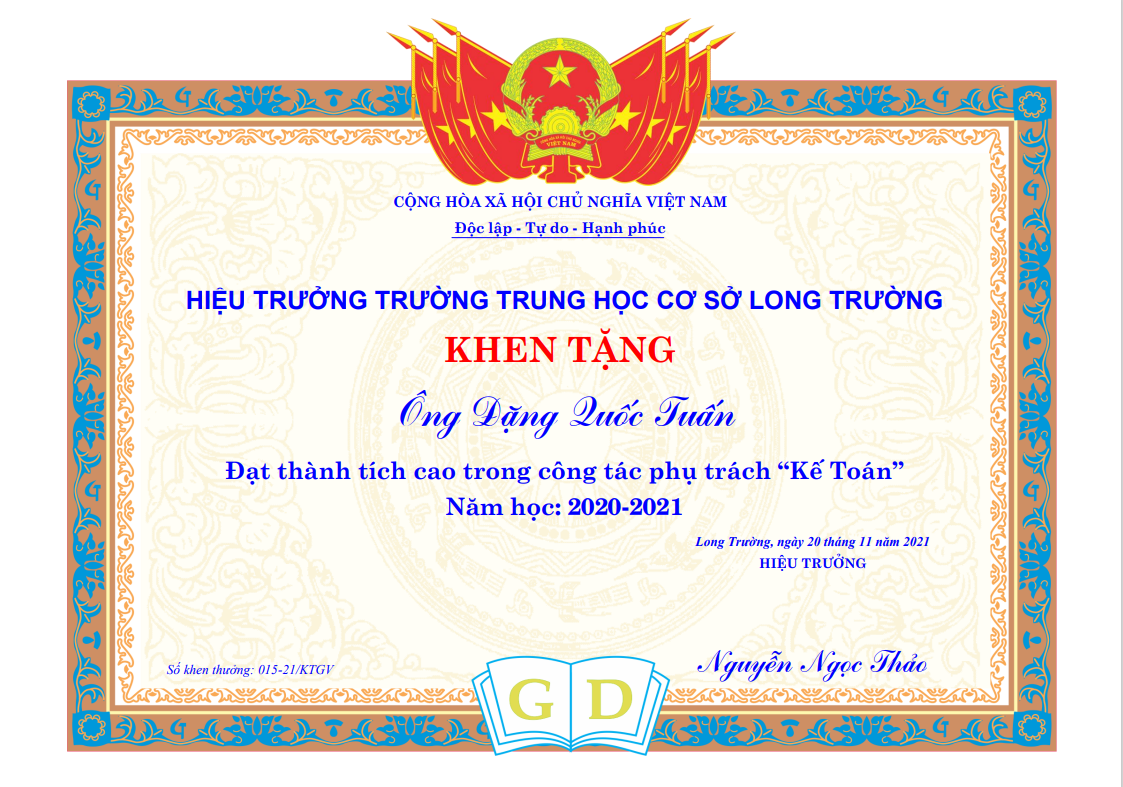 VIỆT NAM
CỘNG HÒA XÃ HỘI CHỦ NGHĨA VIỆT NAM
Độc lập - Tự do - Hạnh phúc
HIỆU TRƯỞNG TRƯỜNG TRUNG HỌC CƠ SỞ LONG TRƯỜNG
KHEN TẶNG
Ông Đặng Quốc Tuấn
Đạt thành tích cao trong công tác phụ trách “Kế Toán”
Năm học: 2020-2021
Long Trường, ngày 20 tháng 11 năm 2021
HIỆU TRƯỞNG
Nguyễn Ngọc Thảo
Số khen thưởng: 015-21/KTGV
G D